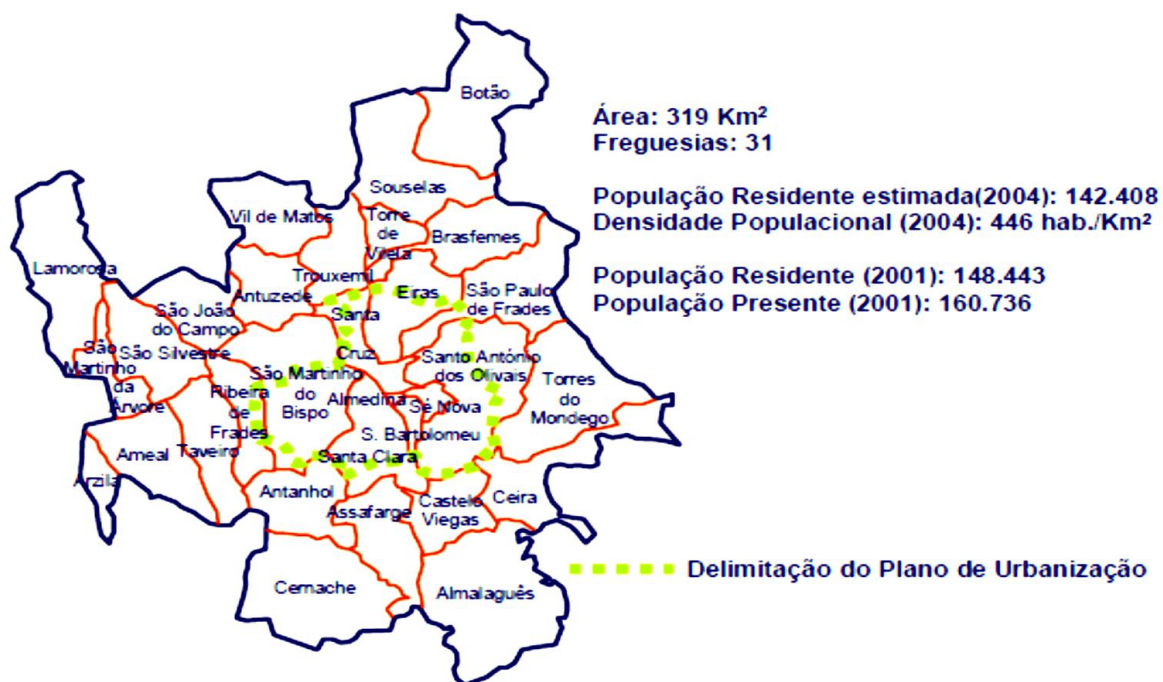 Botão
Área: 319 Km²
Freguesias: 31
Souselas
População Residente estimada(2004): 142.408
Densidade Populacional (2004): 446 hab./Km²
Vil de Matos
Torre
de
Vilela
Brasfemes
Lamorosa
Trouxemil
Eiras
População Residente (2001): 148.443
População Presente (2001): 160.736
Antuzede
São Paulo
de Frades
São João
do Campo
Santa
Cruz
São
Martinho
da
Árvore
São Silvestre
Santo António
dos Olivais
São Martinho
do
Bispo
Torres
do
Mondego
Ribeira
de
Frades
Almedina
Sé Nova
S. Bartolomeu
Ameal
Taveiro
Santa Clara
Arzila
Antanhol
Assafarge
Castelo
Viegas
Ceira
Cernache
Almalaguês
Delimitação do Plano de Urbanização